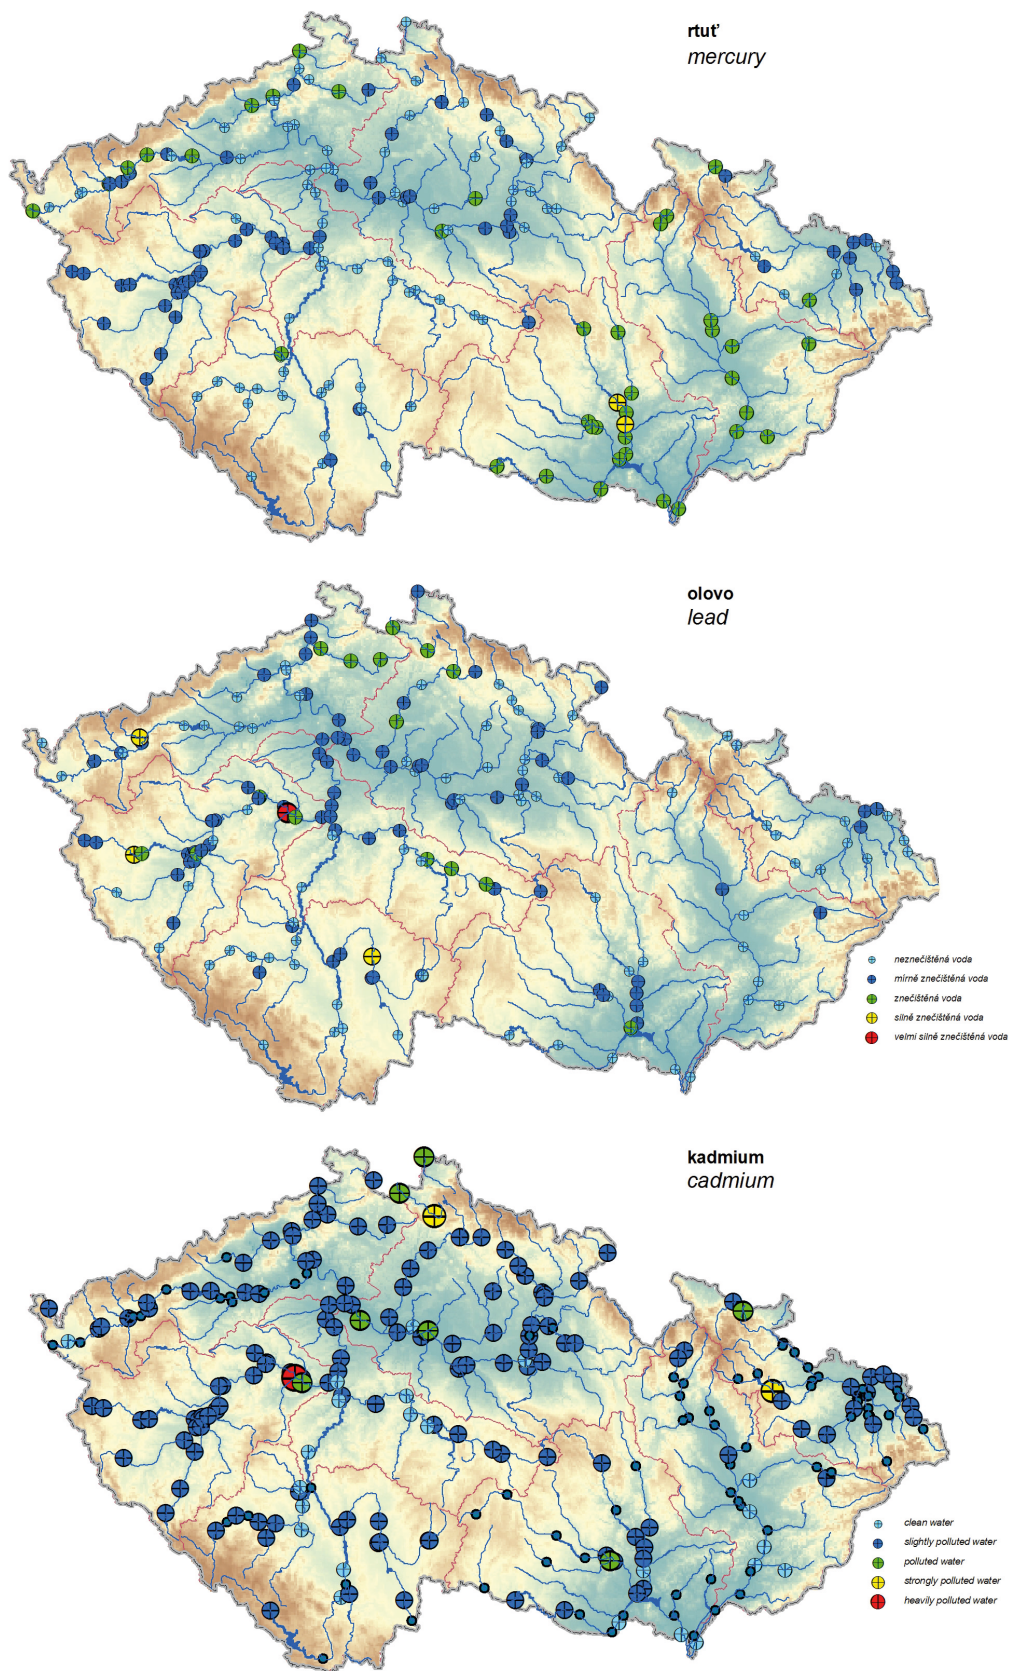 rtuť
mercury
olovo
lead
neznečištěná voda
mírně znečištěná voda
znečištěná voda
silně znečištěná voda
velmi silně znečištěná voda
kadmium
cadmium
clean water
slightly polluted water
polluted water
strongly polluted water
heavily polluted water